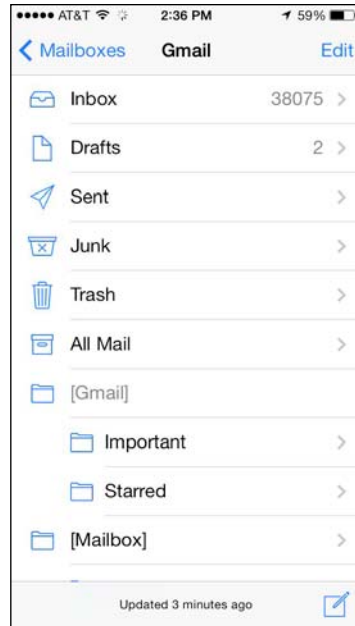 AT&T 2:36 PM 59%
Mailboxes Gmail Edit
Inbox 38075
Drafts 2
Sent
Junk
Trash
All Mail
[Gmail]
Important
Starred
[Mailbox]
Updated 3 minutes ago